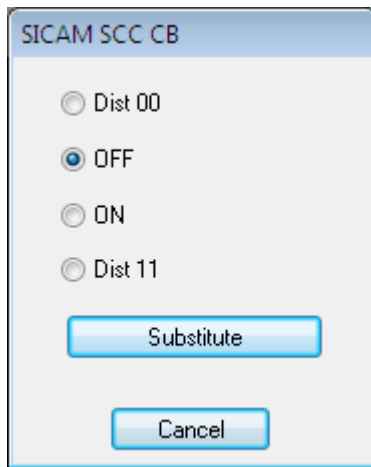 SICAM SCC CB
Dist 00
OFF
ON
Dist 11
Substitute
Cancel